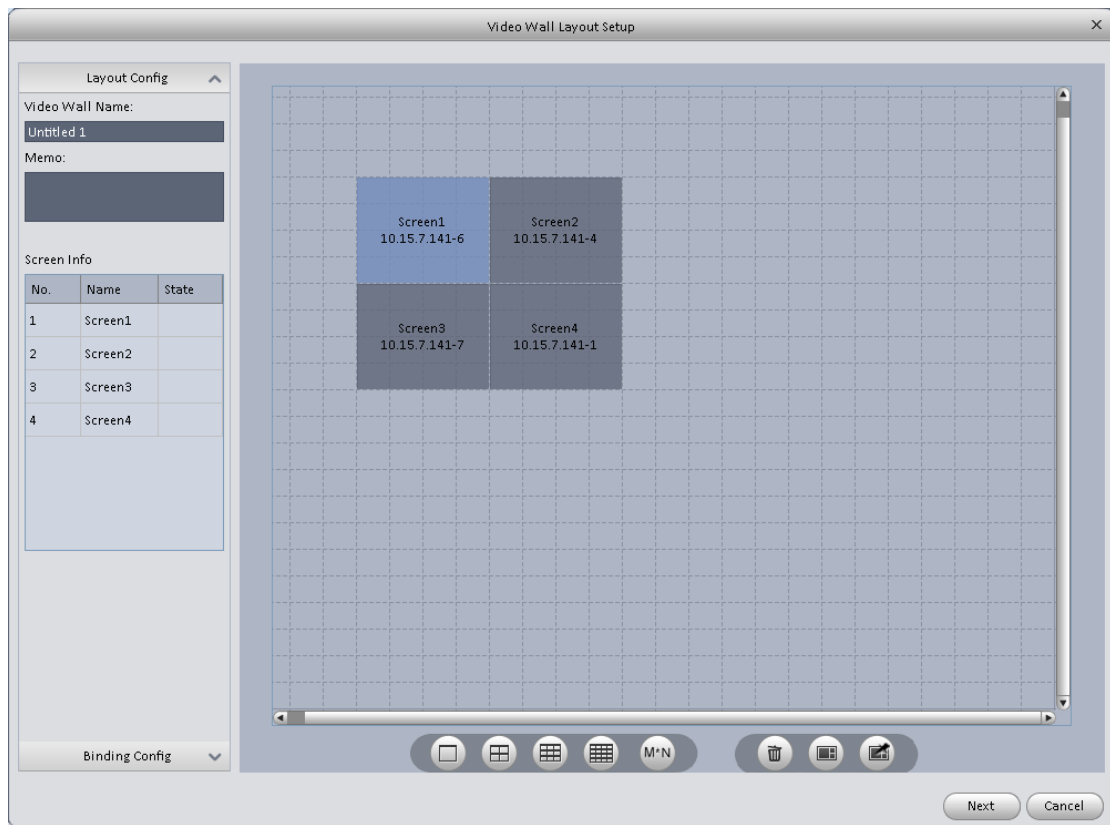 Video Wall Layout Setup
Layout Config
Video Wall Name:
Untitled 1
Memo:
Screen Info
No. Name State
1 Screen1
2 Screen2
3 Screen3
4 Screen4
Binding Config
Screen1
10.15.7.141-6
Screen2
10.15.7.141-4
Screen3
10.15.7.141-7
Screen4
10.15.7.141-1
M*N
Next Cancel